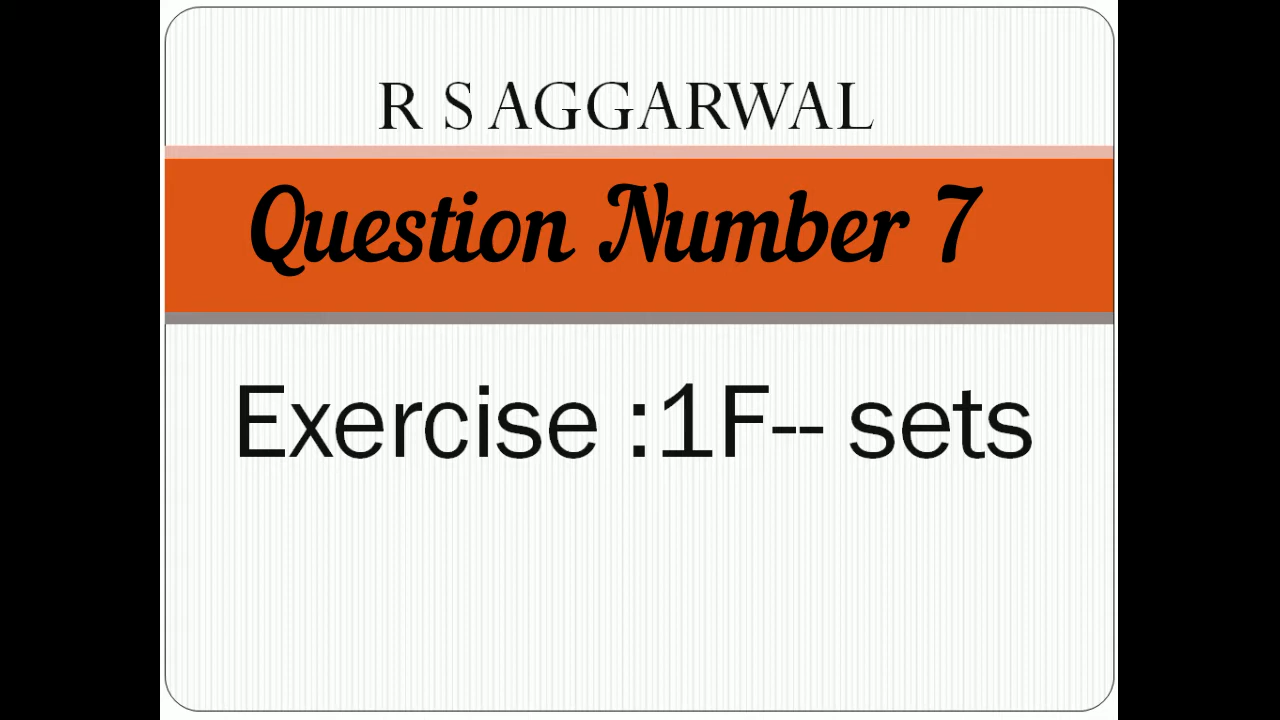 R S AGGARWAL
Question Number 7
Exercise :1F-- sets